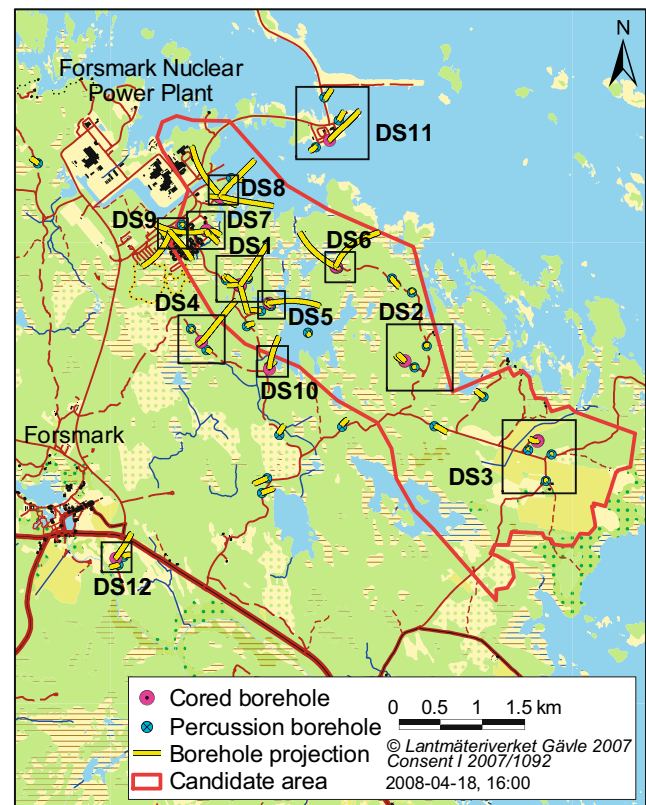 Forsmark Nuclear
Power Plant
N
DS11
DS8
DS9
DS7
DS1
DS6
DS4
DS5
DS2
DS10
Forsmark
DS3
DS12
Cored borehole
Percussion borehole
Borehole projection
Candidate area
0 0.5 1 1.5 km
© Lantmäteriverket Gävle 2007
Consent I 2007/1092
2008-04-18, 16:00